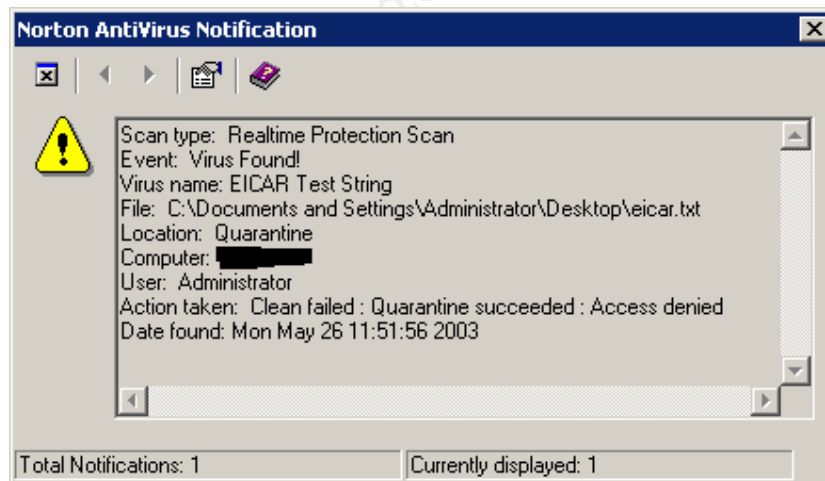 Norton AntiVirus Notification
Scan type: Realtime Protection Scan
Event: Virus Found!
Virus name: EICAR Test String
File: C:\Documents and Settings\Administrator\Desktop\eicar.txt
Location: Quarantine
Computer:
User: Administrator
Action taken: Clean failed : Quarantine succeeded : Access denied
Date found: Mon May 26 11:51:56 2003
Total Notifications: 1
Currently displayed: 1